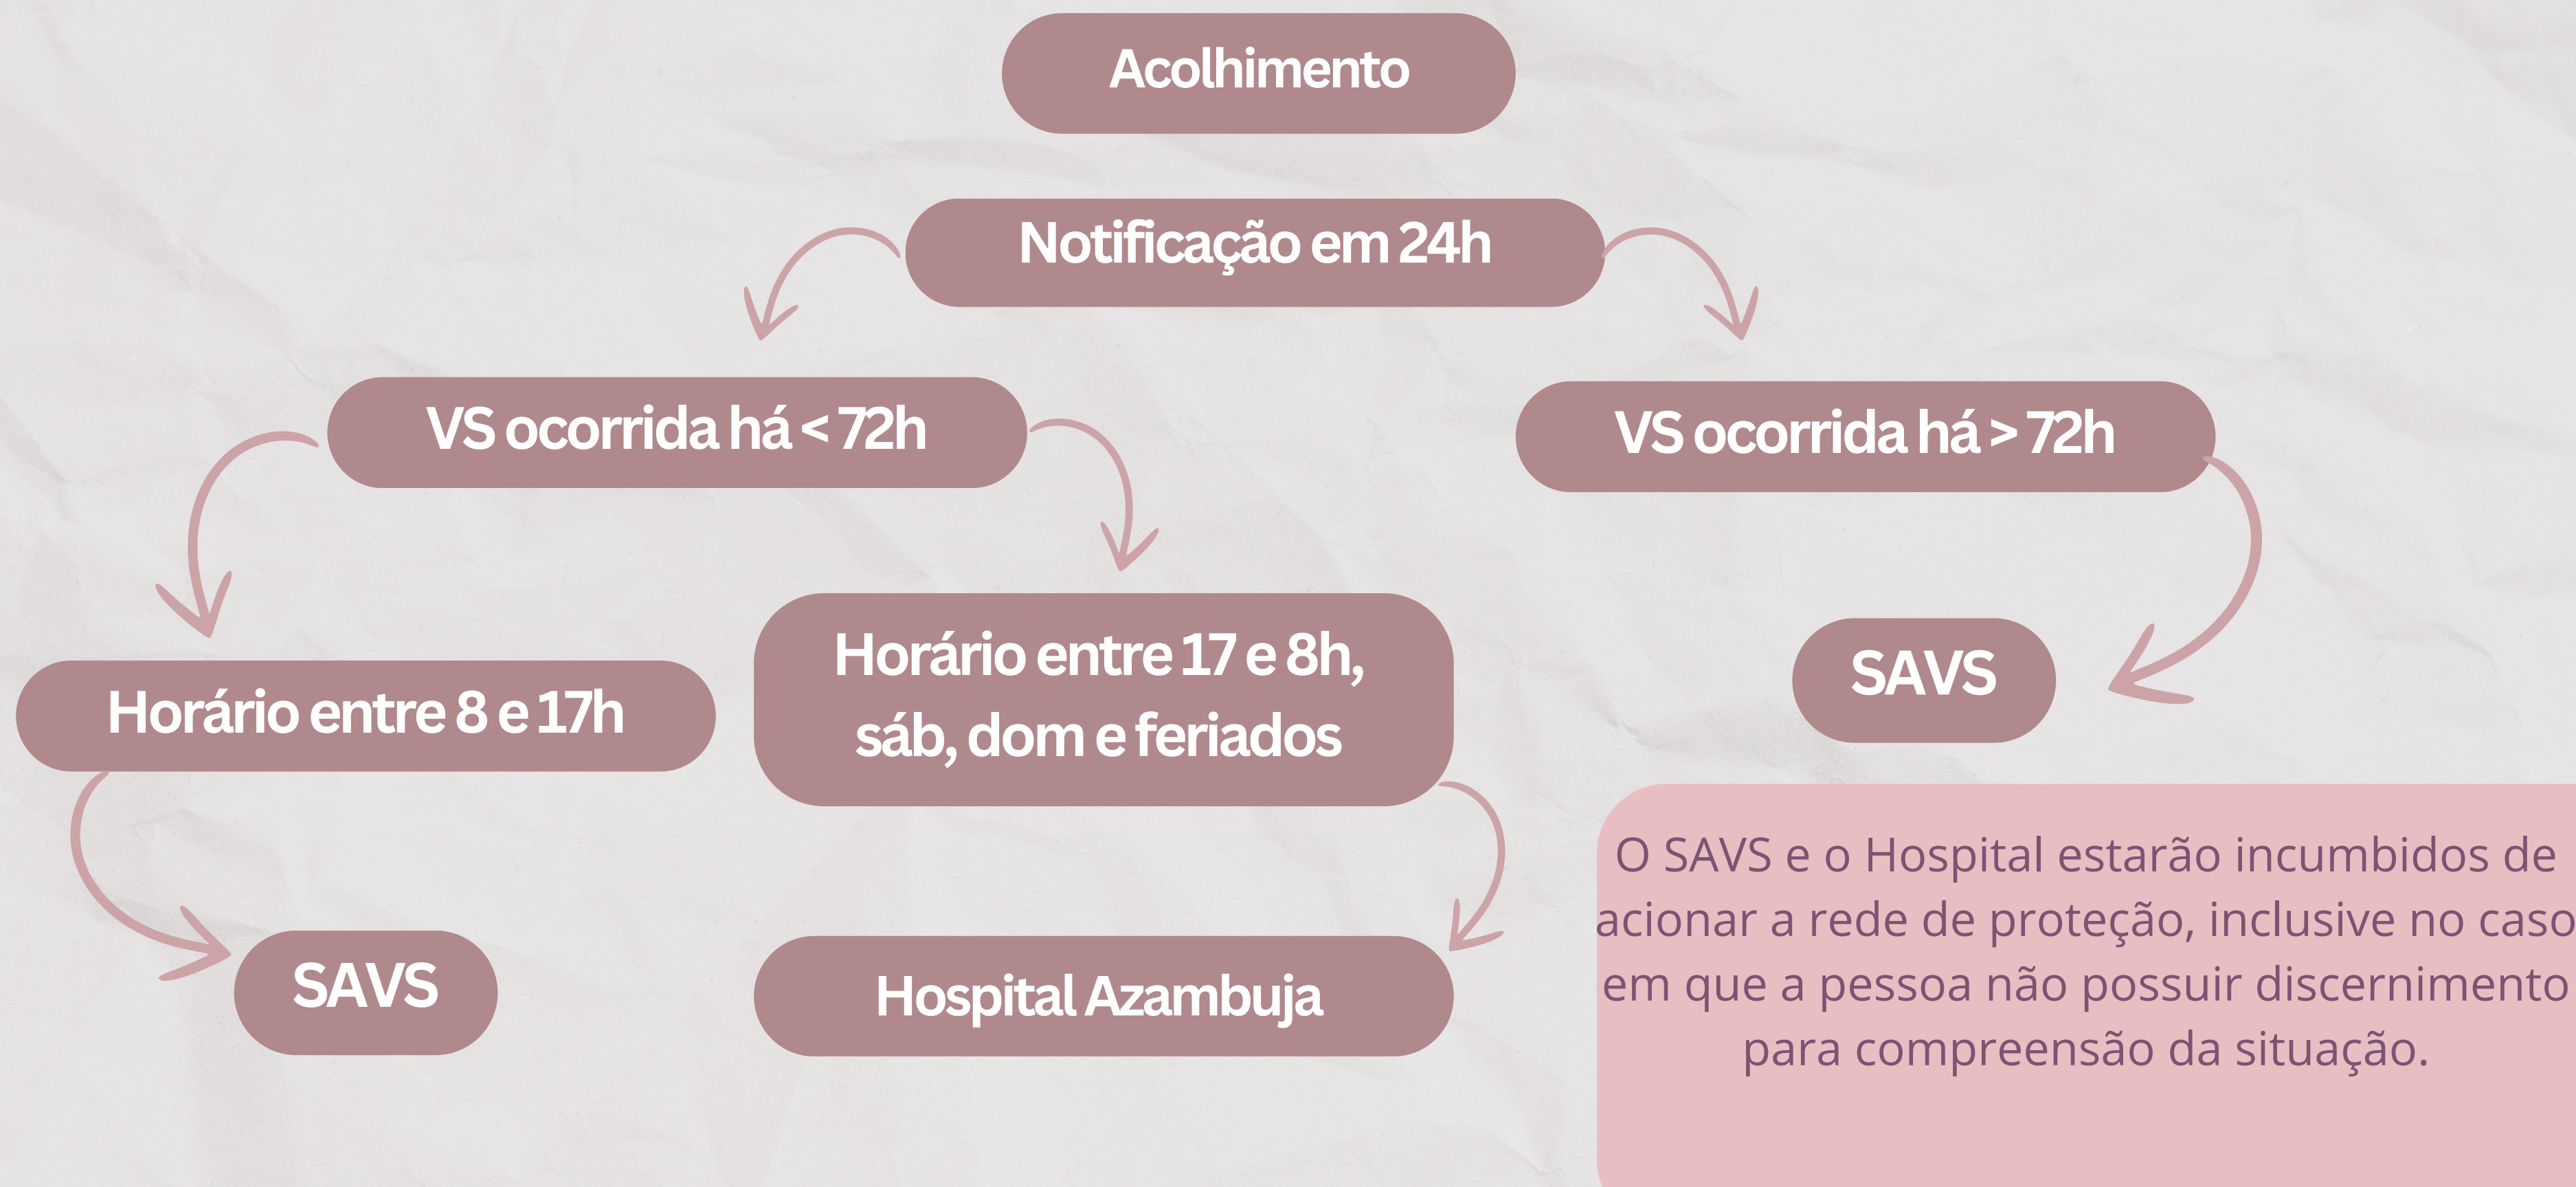 Acolhimento
Notificação em 24h
VS ocorrida há < 72h
VS ocorrida há > 72h
Horário entre 8 e 17h
Horário entre 17 e 8h,
sáb, dom e feriados
SAVS
SAVS
Hospital Azambuja
O SAVS e o Hospital estarão incumbidos de
acionar a rede de proteção, inclusive no caso
em que a pessoa não possuir discernimento
para compreensão da situação.